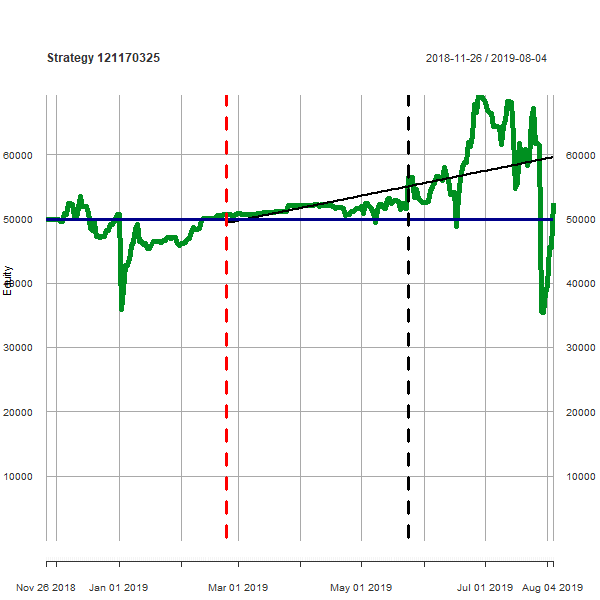 Strategy 121170325 2018-11-26 / 2019-08-04
60000 60000
50000 50000
Equity
40000 40000
30000 30000
20000 20000
10000 10000
Nov 26 2018 Jan 01 2019 Mar 01 2019 May 01 2019 Jul 01 2019 Aug 04 2019